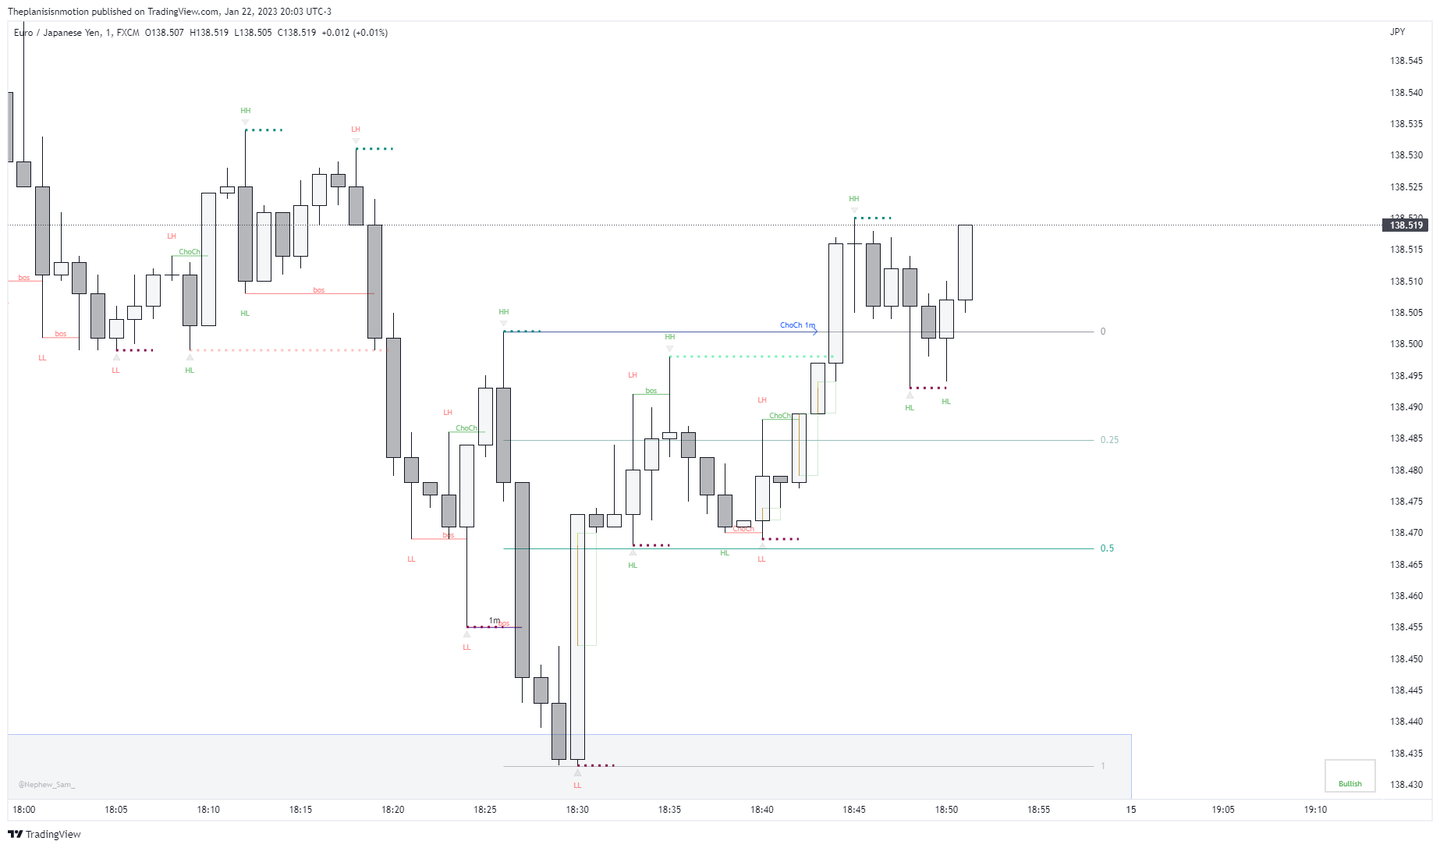 Theplanisisnmotion published on TradingView.com, Jan 22, 2023 20:03 UTC-3
Euro / Japanese Yen, 1, FXCM O138.507 H138.519 L138.505 C138.519 +0.012 (+0.01%)
JPY
138.545
138.540
138.535
138.530
138.525
138.520
138.519
138.515
138.510
138.505
138.500
138.495
138.490
138.485
138.480
138.475
138.470
138.465
138.460
138.455
138.450
138.445
138.440
138.435
138.430
HH
LH
LH
ChoCh
bos
bos
HL
bos
LL
LL
HL
HH
HH
HH
ChoCh 1m
0
LH
bos
LH
ChoCh
LH
ChoCh
HL
HL
0.25
bos
ChoCh
LL
HL
HL
LL
0.5
1m
bos
LL
1
LL
@Nephew_Sam_
Bullish
18:00
18:05
18:10
18:15
18:20
18:25
18:30
18:35
18:40
18:45
18:50
18:55
15
19:05
19:10
TradingView